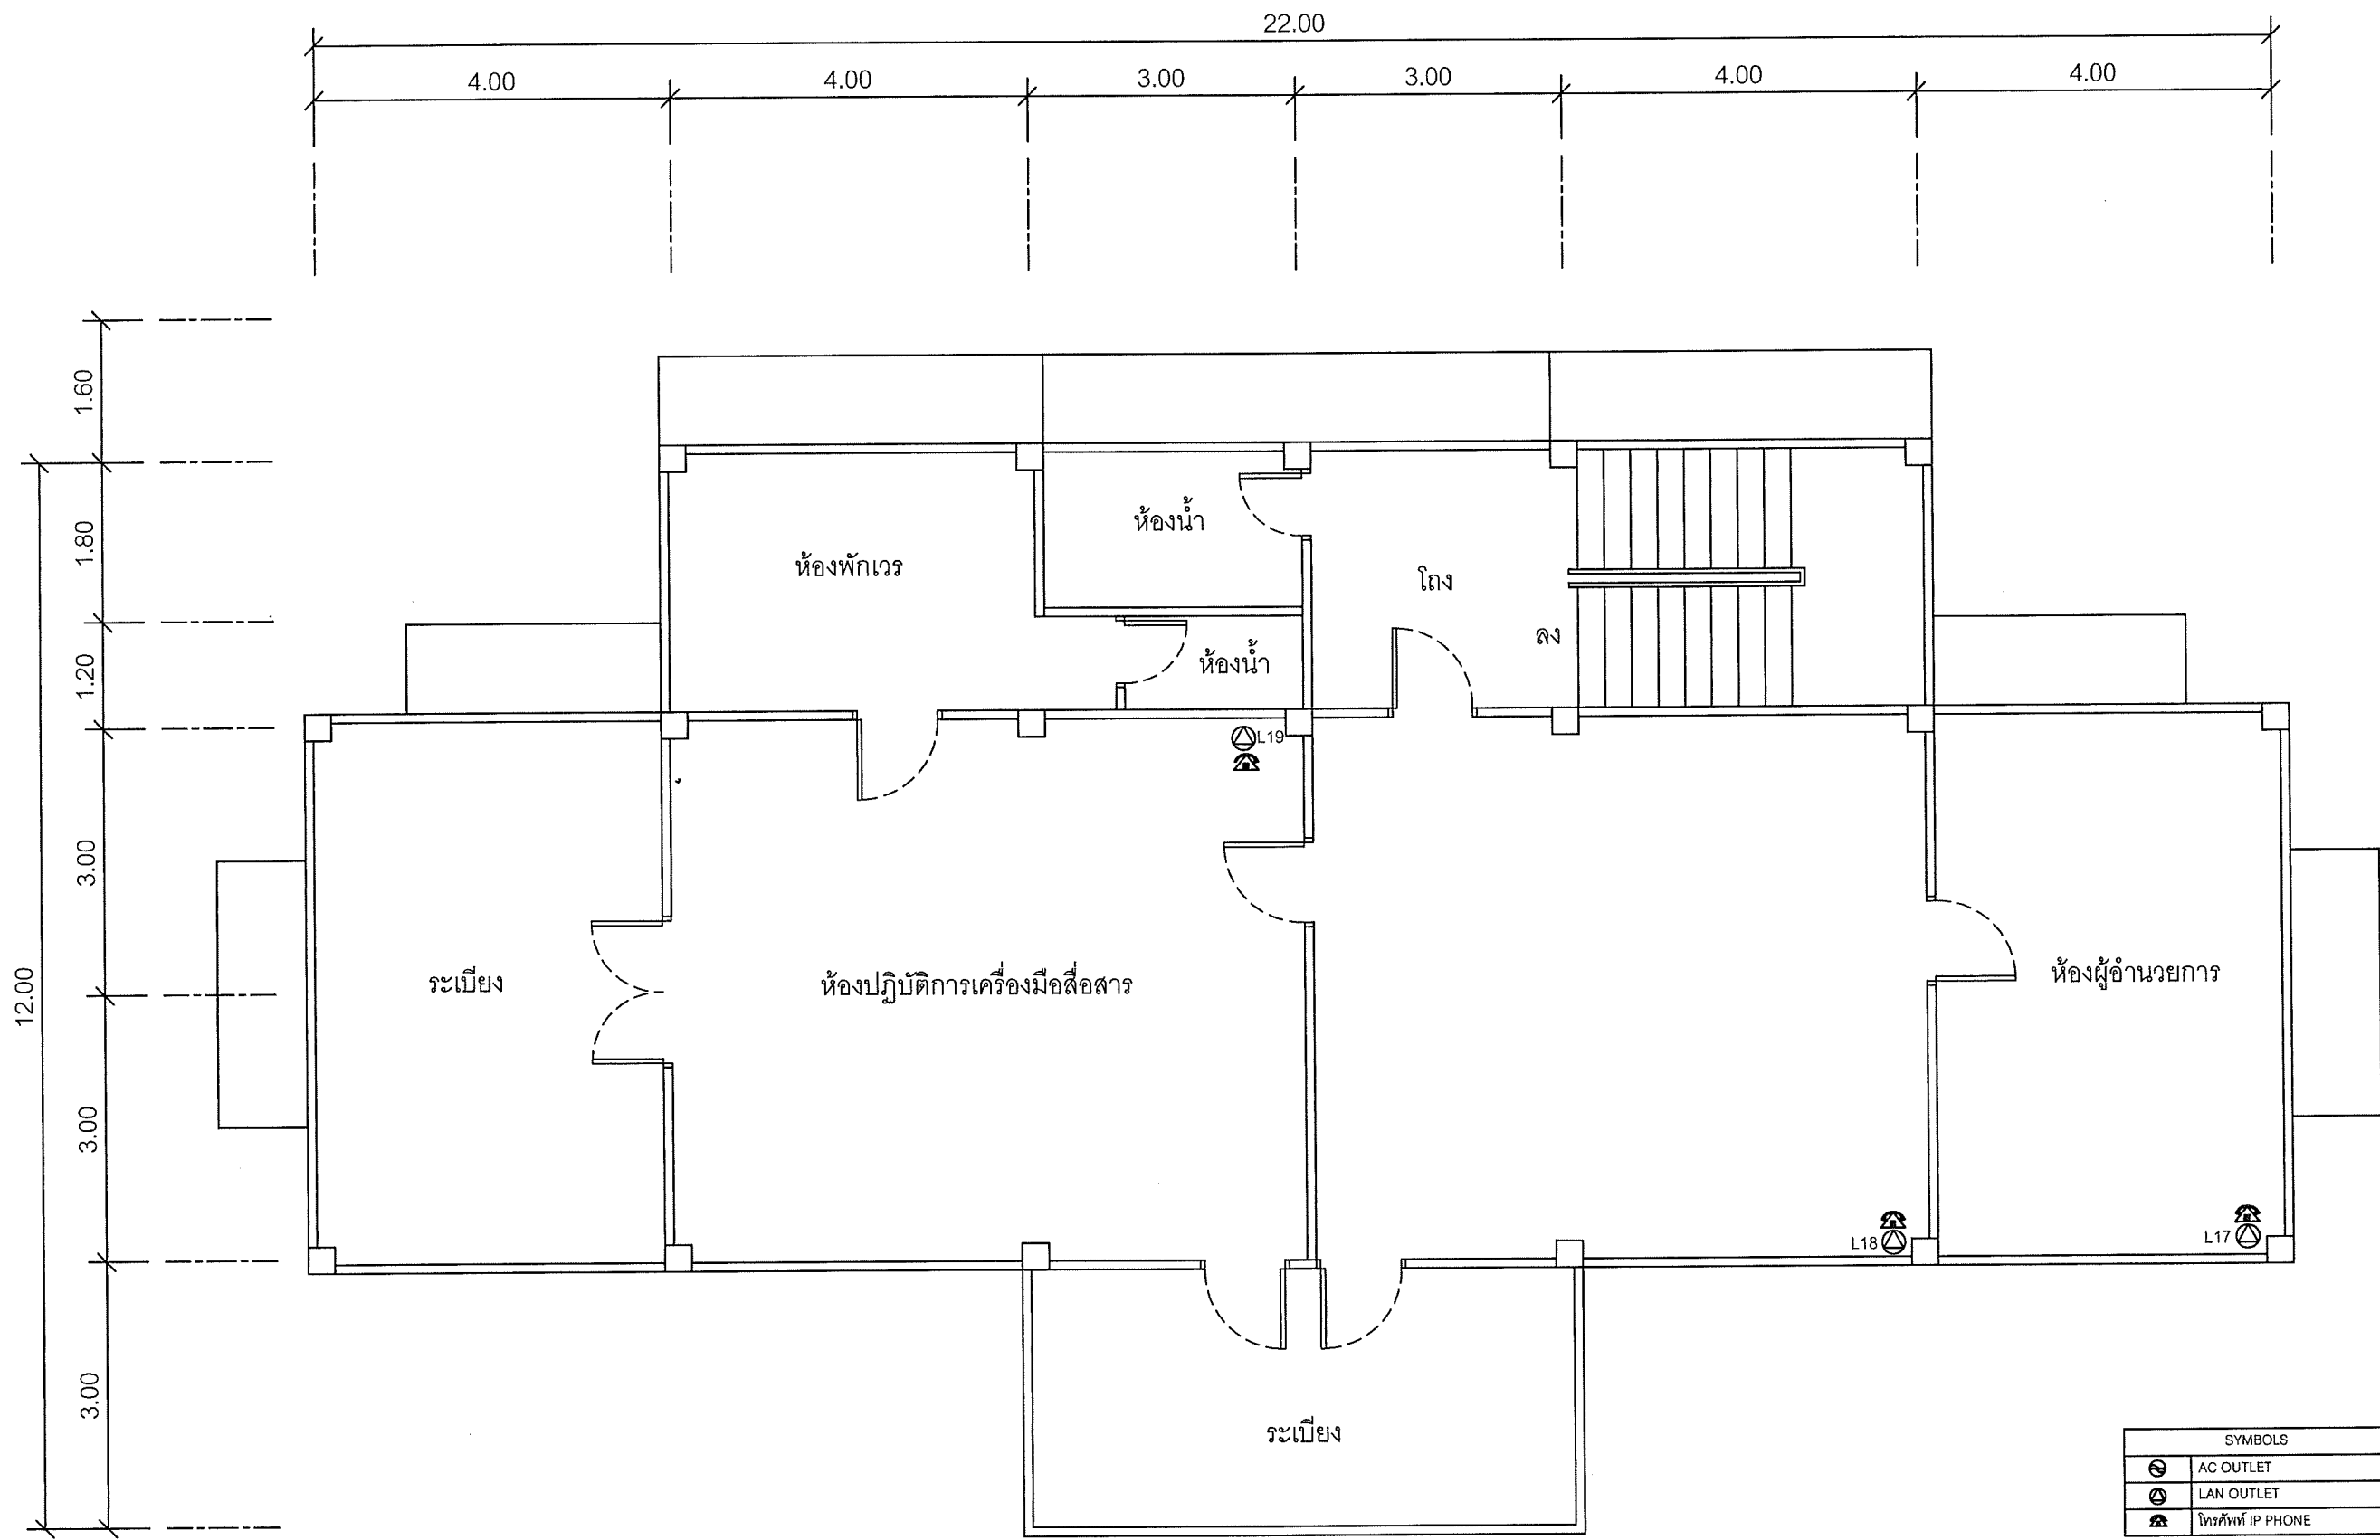 22.00
4.00 4.00 3.00 3.00 4.00 4.00
1.60
1.80
1.20
3.00
3.00
3.00
12.00
ห้องน้ำ
ห้องพักเวร
โถง
ลง
ห้องน้ำ
L19
ระเบียง
ห้องปฏิบัติการเครื่องมือสื่อสาร
ห้องผู้อำนวยการ
L18
L17
ระเบียง
SYMBOLS
AC OUTLET
LAN OUTLET
โทรศัพท์ IP PHONE